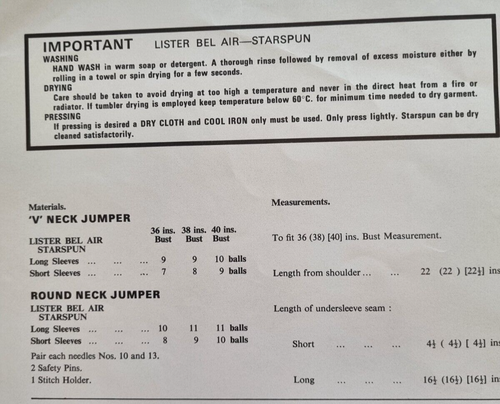 IMPORTANT LISTER BEL AIR—STARSPUN
WASHING
HAND WASH in warm soap or detergent. A thorough rinse followed by removal of excess moisture either by
rolling in a towel or spin drying for a few seconds.
DRYING
Care should be taken to avoid drying at too high a temperature and never in the direct heat from a fire or
radiator. If tumbler drying is employed keep temperature below 60°C. for minimum time needed to dry garment.
PRESSING
If pressing is desired a DRY CLOTH and COOL IRON only must be used. Only press lightly. Starspun can be dry
cleaned satisfactorily.
Materials.
'V' NECK JUMPER
36 ins. 38 ins. 40 ins.
Bust Bust Bust
LISTER BEL AIR
STARSPUN
Long Sleeves ... ... ... 9 9 10 balls
Short Sleeves ... ... ... 7 8 9 balls
ROUND NECK JUMPER
LISTER BEL AIR
STARSPUN
Long Sleeves ... ... ... 10 11 11 balls
Short Sleeves ... ... ... 8 9 10 balls
Pair each needles Nos. 10 and 13.
2 Safety Pins.
1 Stitch Holder.
Measurements.
To fit 36 (38) [40] ins. Bust Measurement.
Length from shoulder ... ... 22 (22 ) [22½] ins
Length of undersleeve seam :
Short ... ... ... 4½ ( 4½) [ 4½] ins
Long ... ... ... 16½ (16½) [16½] in